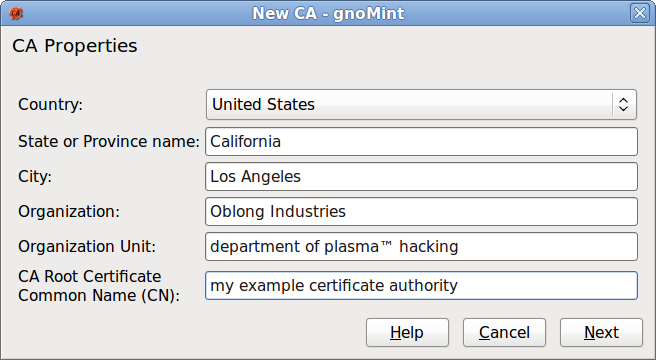 New CA - gnoMint
CA Properties
Country: United States
State or Province name: California
City: Los Angeles
Organization: Oblong Industries
Organization Unit: department of plasma™ hacking
CA Root Certificate
Common Name (CN): my example certificate authority
Help Cancel Next